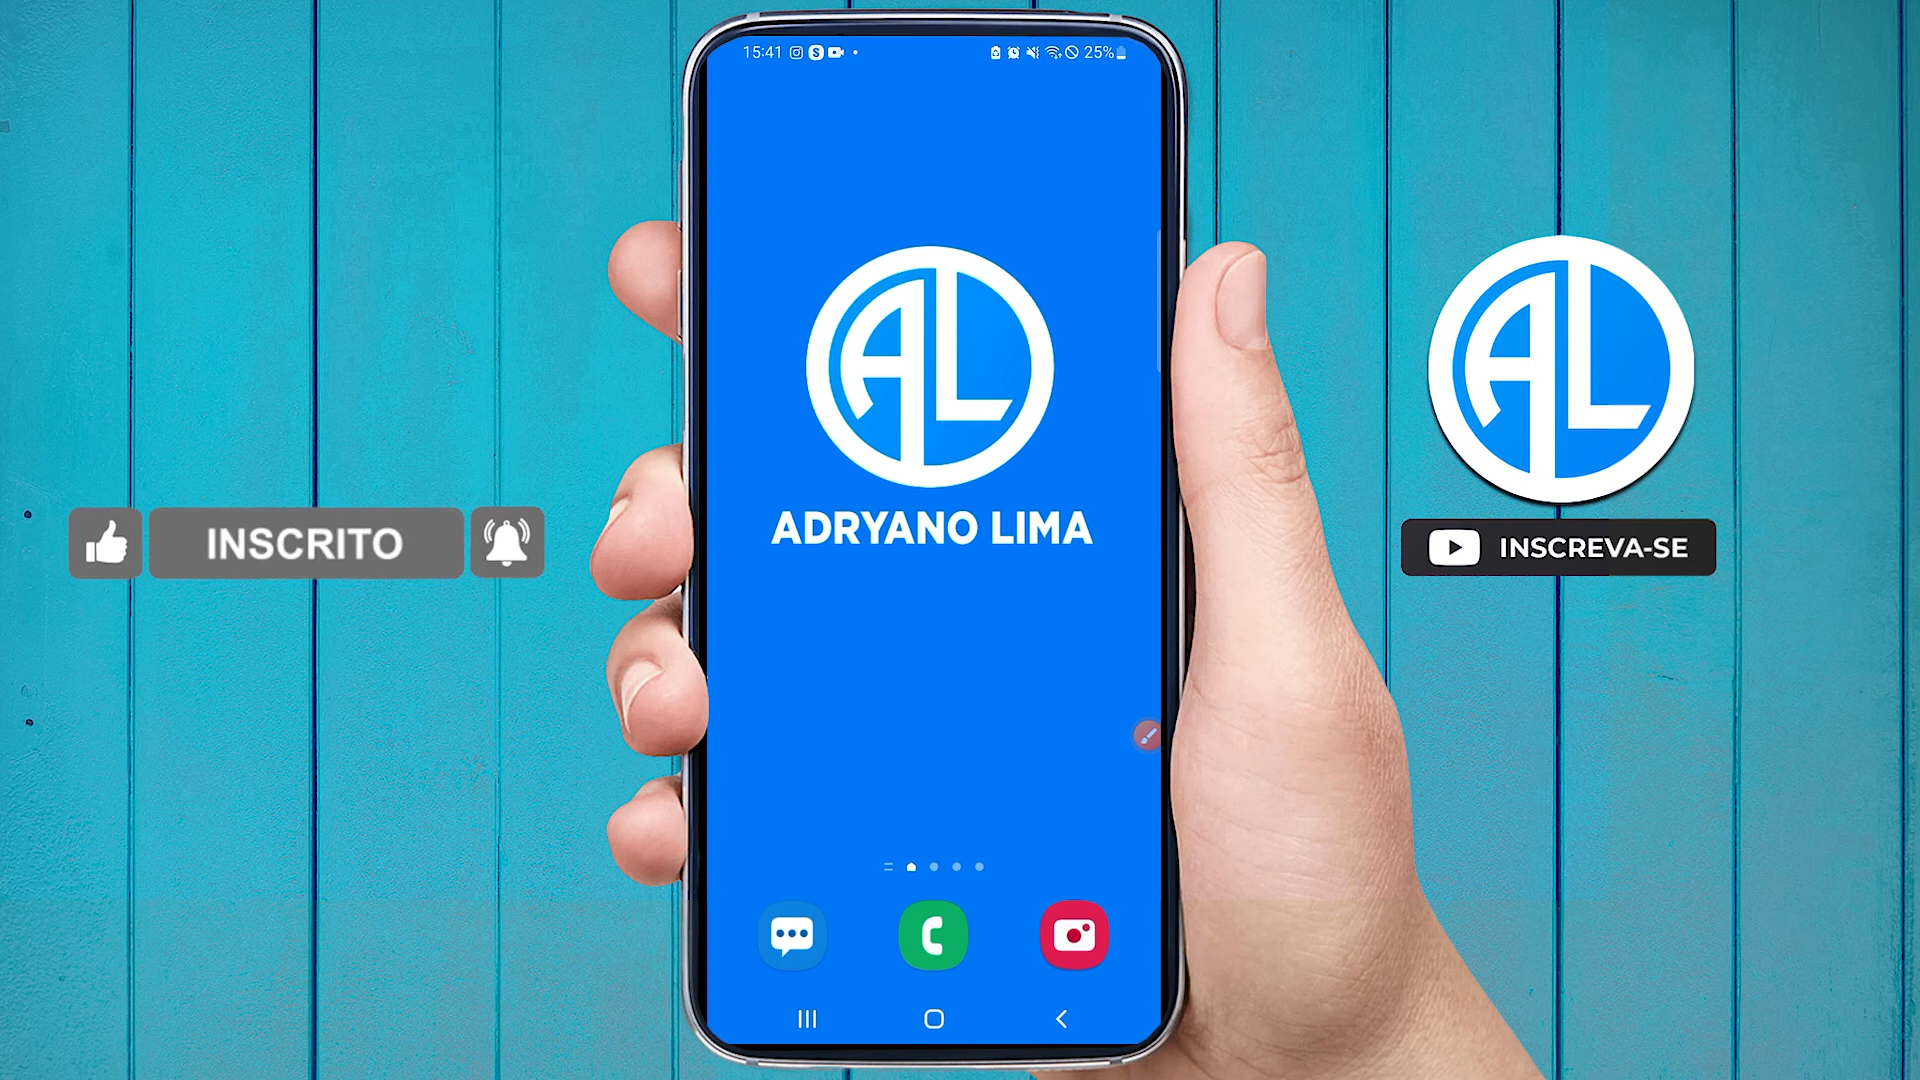 15:41
25%
AL
ADRYANO LIMA
INSCRITO
AL
INSCREVA-SE